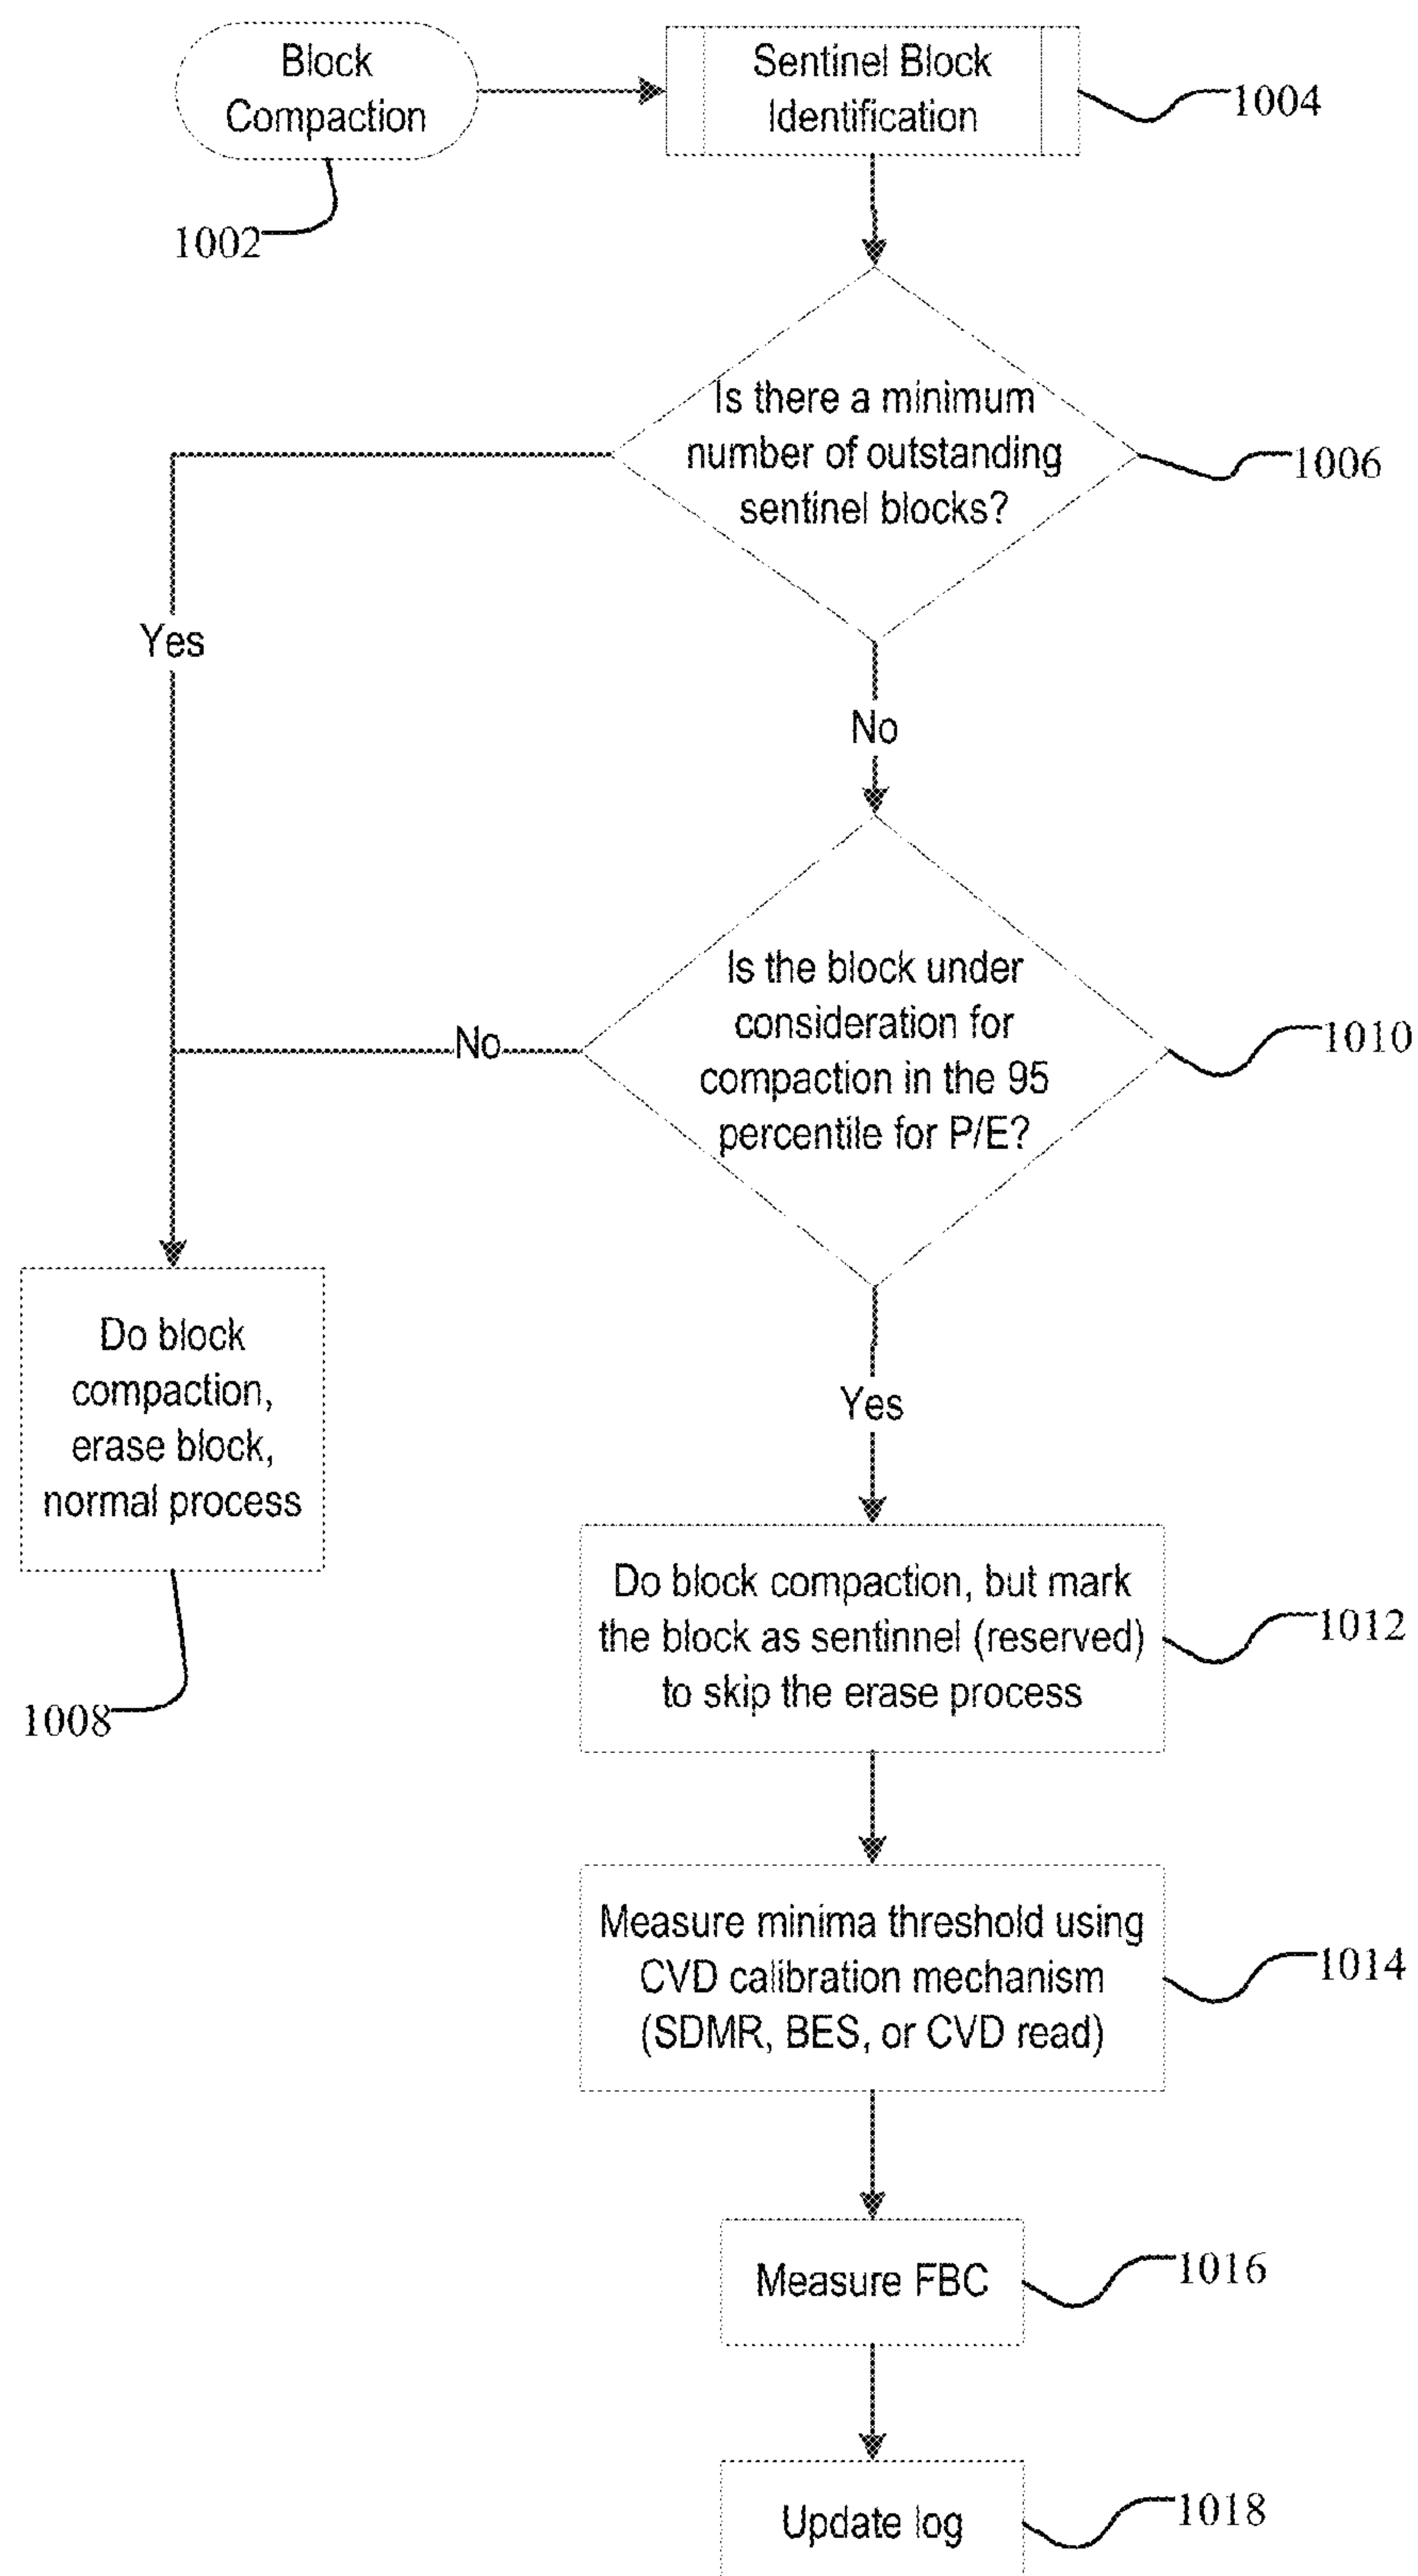 Block
Compaction
1002
Sentinel Block
Identification
1004
Is there a minimum
number of outstanding
sentinel blocks?
1006
Yes
No
Is the block under
consideration for
compaction in the 95
percentile for P/E?
1010
No
Do block
compaction,
erase block,
normal process
1008
Yes
Do block compaction, but mark
the block as sentinnel (reserved)
to skip the erase process
1012
Measure minima threshold using
CVD calibration mechanism
(SDMR, BES, or CVD read)
1014
Measure FBC
1016
Update log
1018